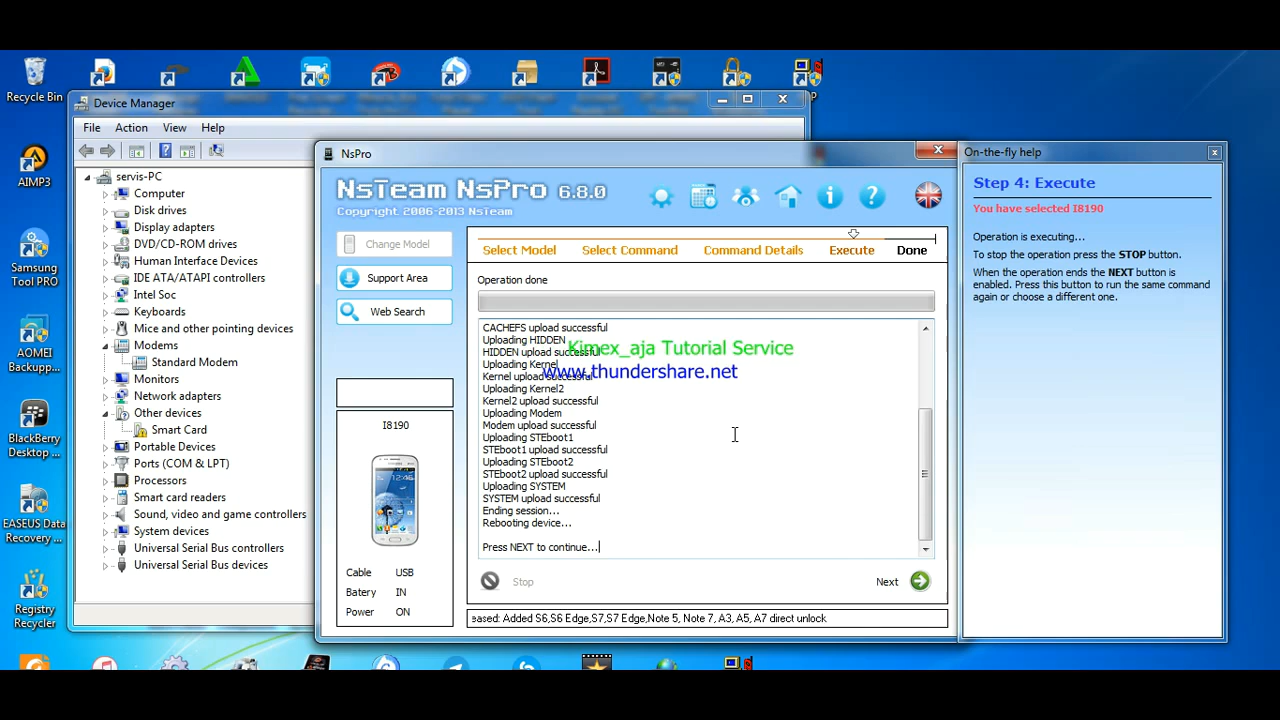 Recycle Bin
AIMP3
Samsung
Tool PRO
AOMEI
Backupp...
BlackBerry
Desktop ...
EASEUS Data
Recovery ...
Registry
Recycler
Device Manager
File Action View Help
servis-PC
Computer
Disk drives
Display adapters
DVD/CD-ROM drives
Human Interface Devices
IDE ATA/ATAPI controllers
Intel Soc
Keyboards
Mice and other pointing devices
Modems
Standard Modem
Monitors
Network adapters
Other devices
Smart Card
Portable Devices
Ports (COM & LPT)
Processors
Smart card readers
Sound, video and game controllers
System devices
Universal Serial Bus controllers
Universal Serial Bus devices
NsPro
NsTeam NsPro 6.8.0
Copyright 2006-2013 NsTeam
Change Model
Support Area
Web Search
I8190
Cable USB
Batery IN
Power ON
Select Model Select Command Command Details Execute Done
Operation done
CACHEFS upload successful
Uploading HIDDEN
HIDDEN upload successful
Uploading Kernel
Kernel upload successful
Uploading Kernel2
Kernel2 upload successful
Uploading Modem
Modem upload successful
Uploading STEboot1
STEboot1 upload successful
Uploading STEboot2
STEboot2 upload successful
Uploading SYSTEM
SYSTEM upload successful
Ending session...
Rebooting device...
Press NEXT to continue...
Kimex_aja Tutorial Service
www.thundershare.net
Stop
Next
eased: Added S6,S6 Edge,S7,S7 Edge,Note 5, Note 7, A3, A5, A7 direct unlock
On-the-fly help
Step 4: Execute
You have selected I8190
Operation is executing...
To stop the operation press the STOP button.
When the operation ends the NEXT button is
enabled. Press this button to run the same command
again or choose a different one.